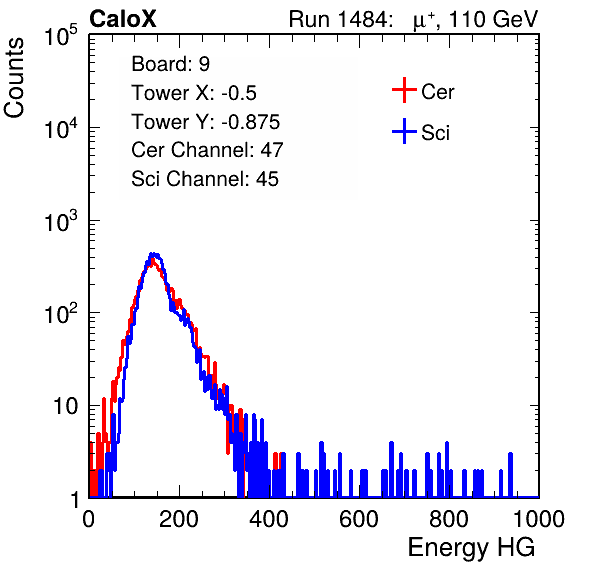 CaloX Run 1484: μ⁺, 110 GeV
Counts
10⁵
10⁴
10³
10²
10
1
Board: 9
Tower X: -0.5
Tower Y: -0.875
Cer Channel: 47
Sci Channel: 45
Cer
Sci
0 200 400 600 800 1000
Energy HG